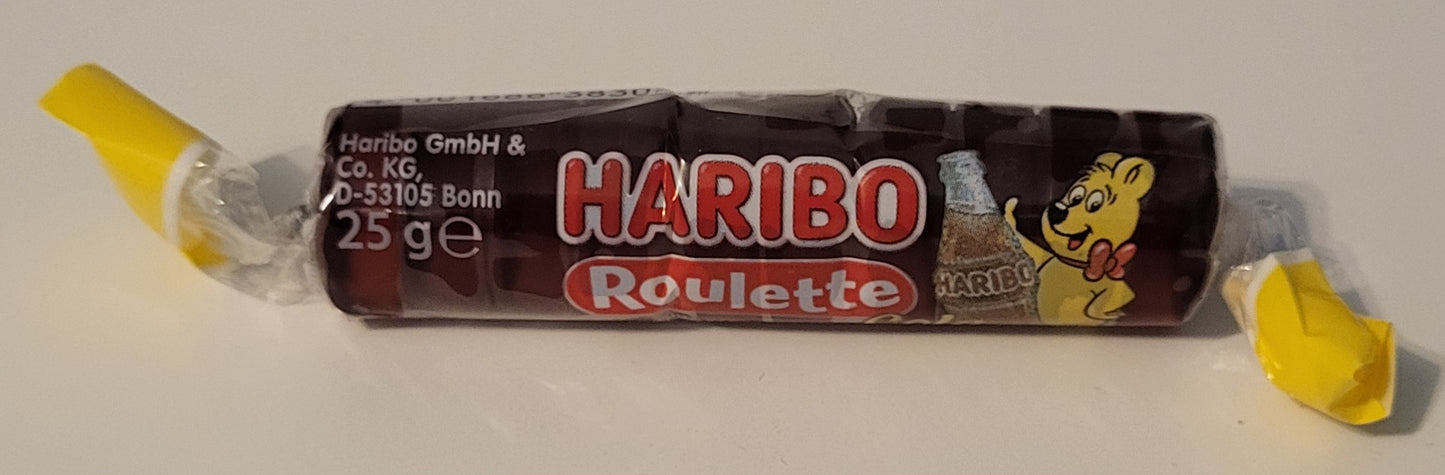 Haribo GmbH &
Co. KG,
D-53105 Bonn
25 g e
HARIBO
Roulette
HARIBO